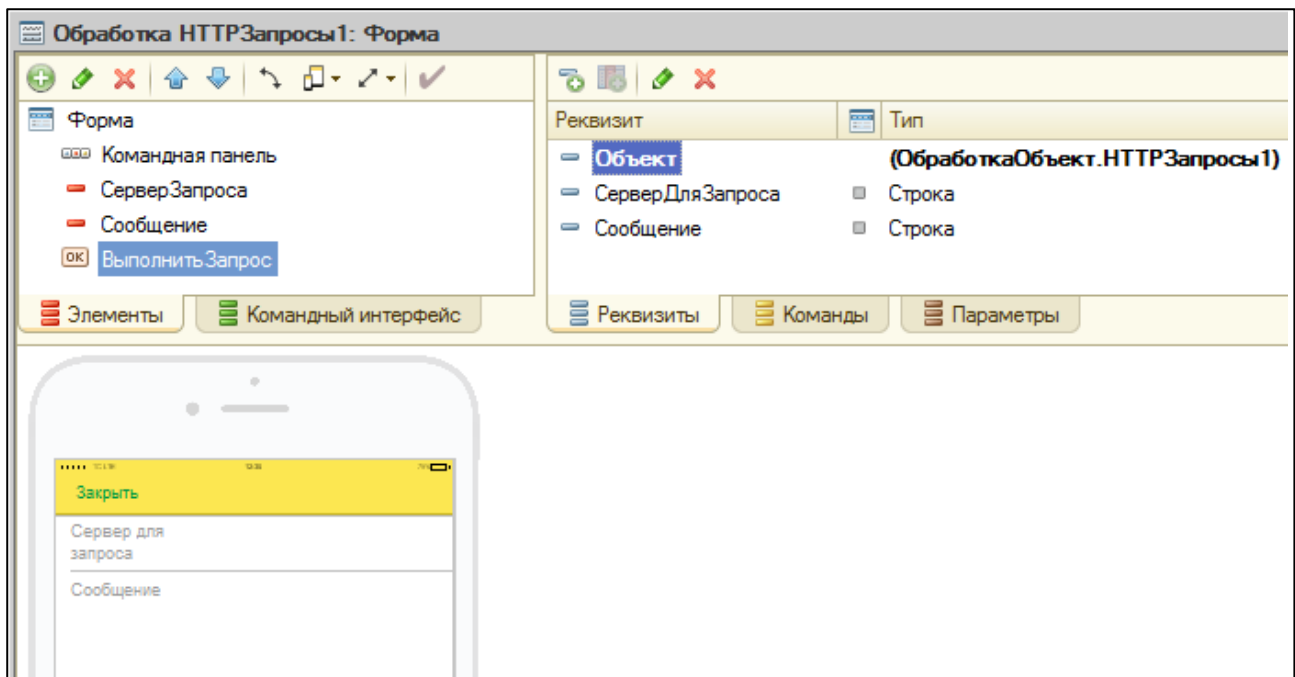 Обработка HTTPЗапросы1: Форма
Форма
Командная панель
СерверЗапроса
Сообщение
OK ВыполнитьЗапрос
Элементы Командный интерфейс
Реквизит Тип
Объект (ОбработкаОбъект.HTTPЗапросы1)
СерверДляЗапроса Строка
Сообщение Строка
Реквизиты Команды Параметры
Закрыть
Сервер для
запроса
Сообщение